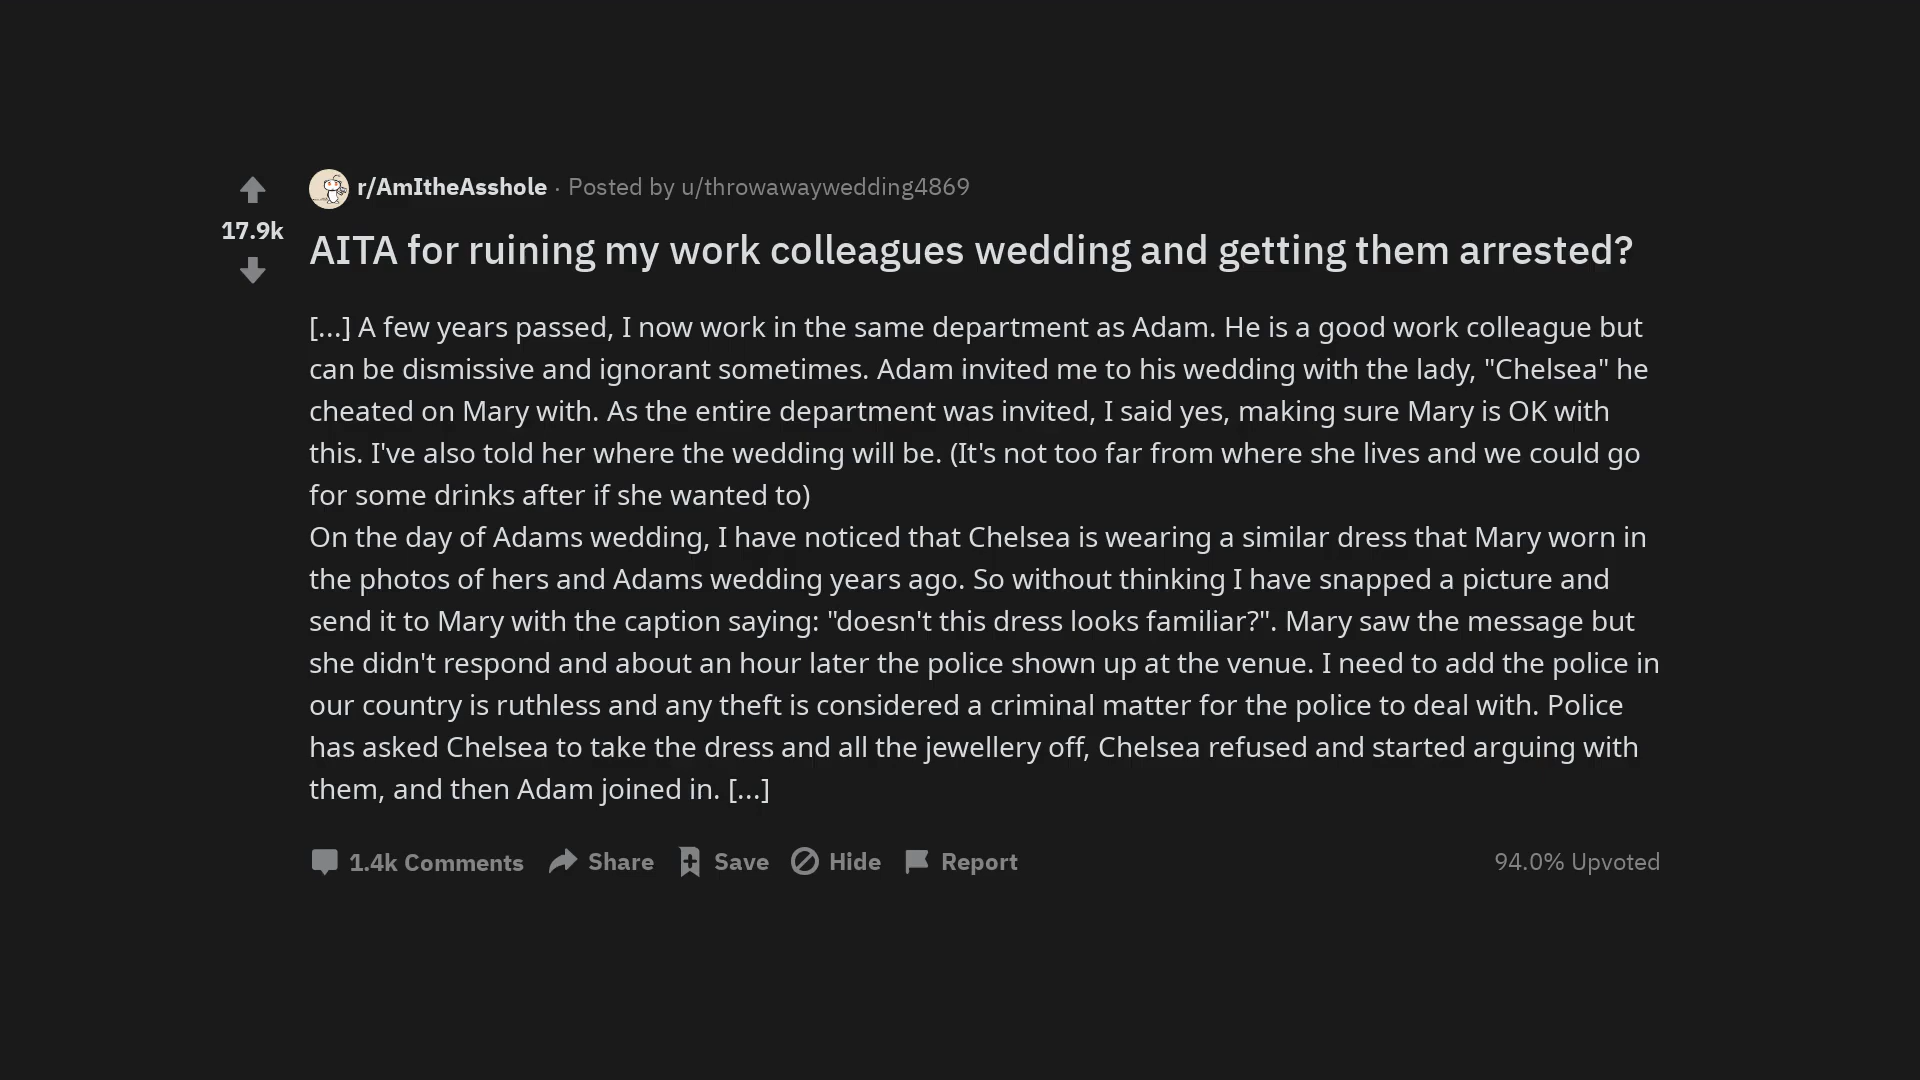 r/AmItheAsshole · Posted by u/throwawaywedding4869
17.9k
AITA for ruining my work colleagues wedding and getting them arrested?
[...] A few years passed, I now work in the same department as Adam. He is a good work colleague but
can be dismissive and ignorant sometimes. Adam invited me to his wedding with the lady, "Chelsea" he
cheated on Mary with. As the entire department was invited, I said yes, making sure Mary is OK with
this. I've also told her where the wedding will be. (It's not too far from where she lives and we could go
for some drinks after if she wanted to)
On the day of Adams wedding, I have noticed that Chelsea is wearing a similar dress that Mary worn in
the photos of hers and Adams wedding years ago. So without thinking I have snapped a picture and
send it to Mary with the caption saying: "doesn't this dress looks familiar?". Mary saw the message but
she didn't respond and about an hour later the police shown up at the venue. I need to add the police in
our country is ruthless and any theft is considered a criminal matter for the police to deal with. Police
has asked Chelsea to take the dress and all the jewellery off, Chelsea refused and started arguing with
them, and then Adam joined in. [...]
1.4k Comments Share Save Hide Report 94.0% Upvoted